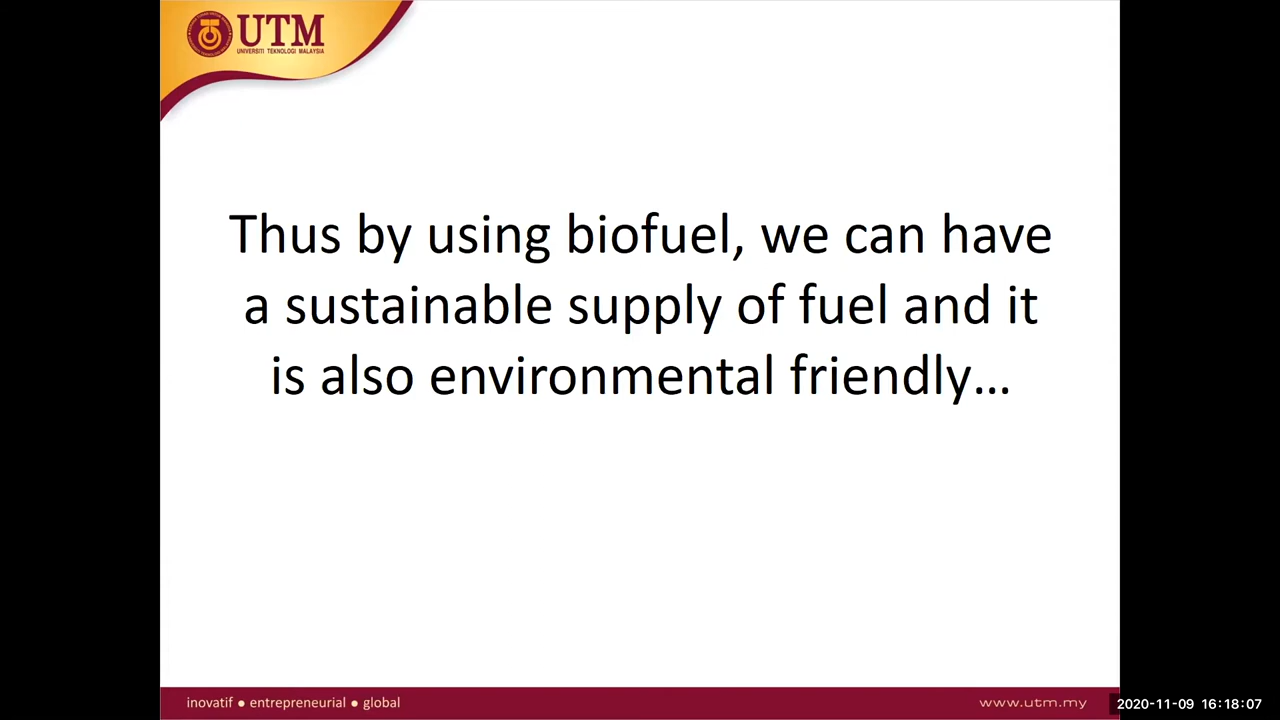 UTM
UNIVERSITI TEKNOLOGI MALAYSIA
Thus by using biofuel, we can have
a sustainable supply of fuel and it
is also environmental friendly...
inovatif ● entrepreneurial ● global
www.utm.my
2020-11-09 16:18:07